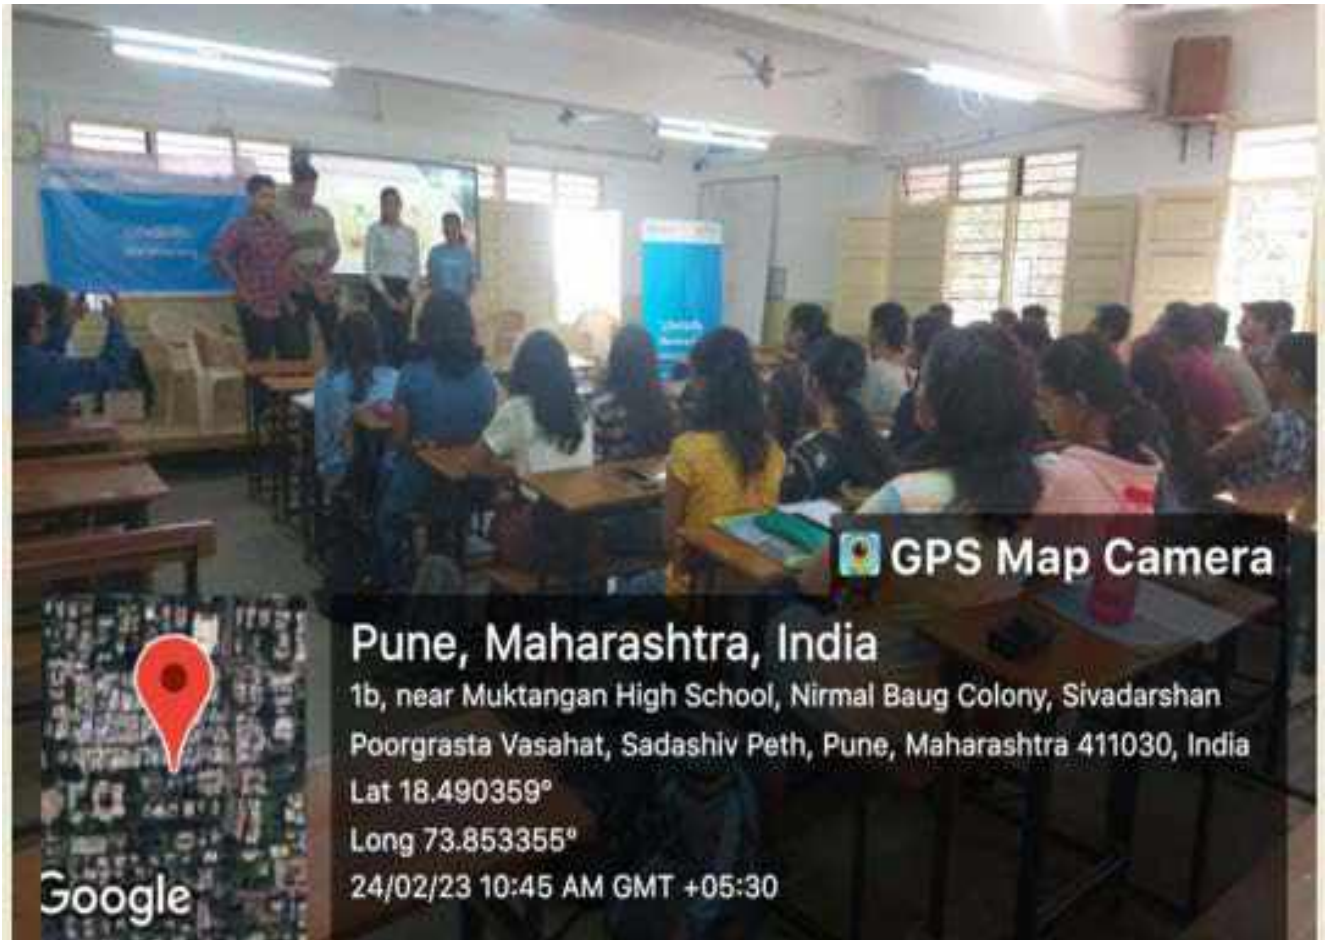 GPS Map Camera
Pune, Maharashtra, India
1b, near Muktangan High School, Nirmal Baug Colony, Sivadarshan
Poorgrasta Vasahat, Sadashiv Peth, Pune, Maharashtra 411030, India
Lat 18.490359°
Long 73.853355°
24/02/23 10:45 AM GMT +05:30
Google